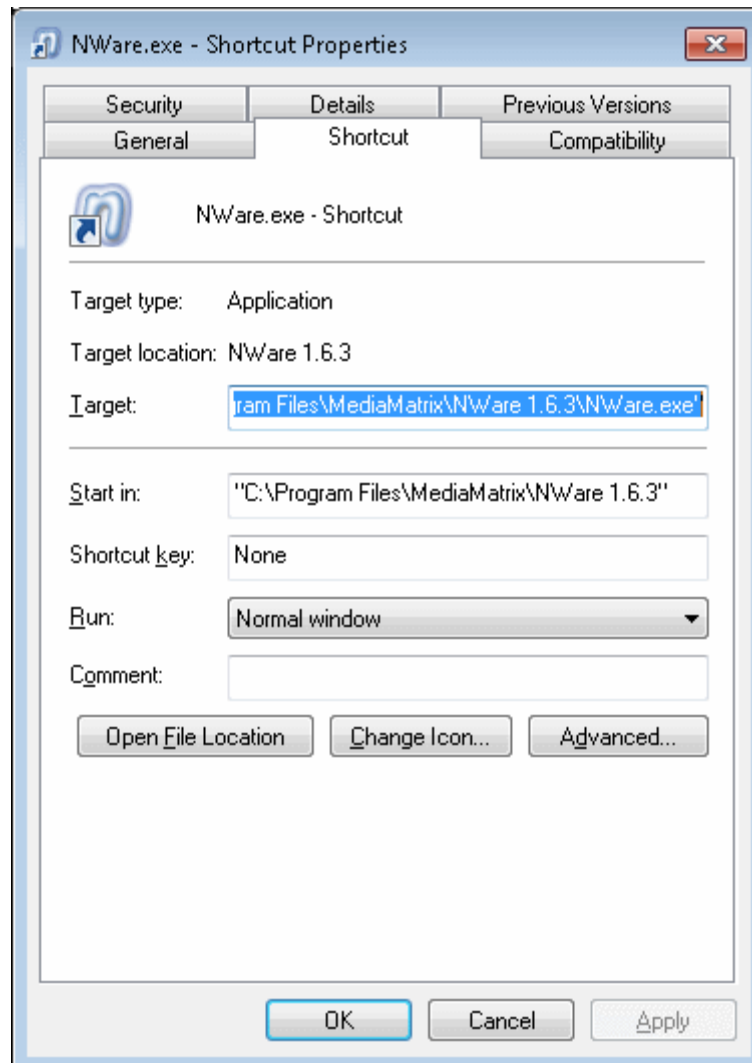 NWare.exe - Shortcut Properties
Security Details Previous Versions
General Shortcut Compatibility
NWare.exe - Shortcut
Target type: Application
Target location: NWare 1.6.3
Target: ram Files\MediaMatrix\NWare 1.6.3\NWare.exe"
Start in: "C:\Program Files\MediaMatrix\NWare 1.6.3"
Shortcut key: None
Run: Normal window
Comment:
Open File Location Change Icon... Advanced...
OK Cancel Apply